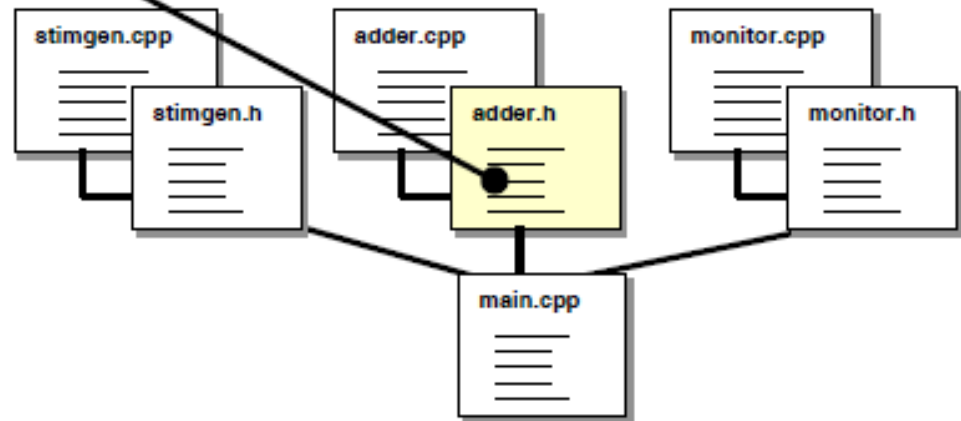 stimgen.cpp
adder.cpp
monitor.cpp
stimgen.h
adder.h
monitor.h
main.cpp